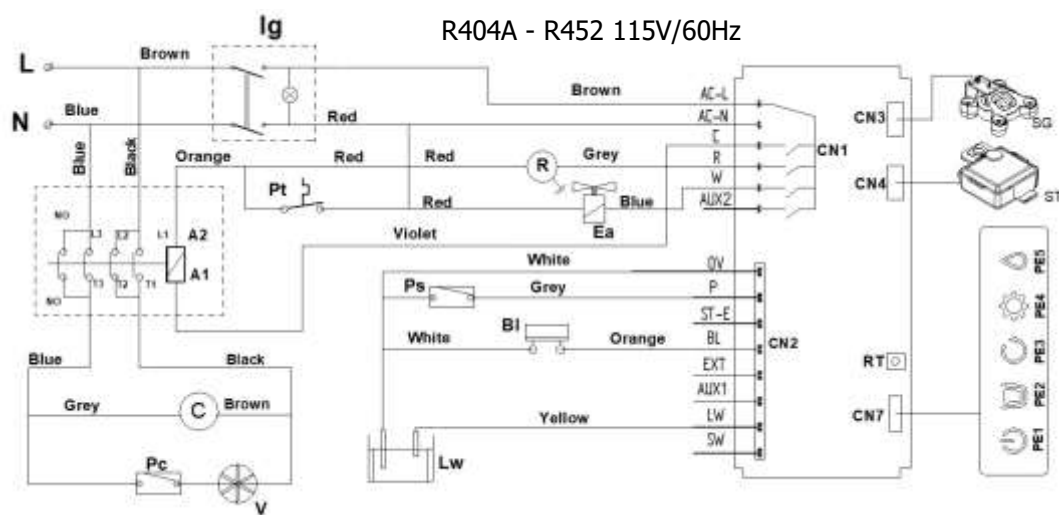 R404A - R452 115V/60Hz
Ig
L
Brown
Brown
AC-L
N
Blue
Red
AC-N
CN3
SG
Blue
Black
C
CN1
Orange
Red
Red
R
Grey
R
W
CN4
ST
Pt
Red
Ea
Blue
AUX2
NO
L3
L2
L1
A2
A1
Violet
NO
T3
T2
T1
White
0V
Ps
Grey
P
ST-E
White
Bl
Orange
BL
CN2
EXT
RT
AUX1
Blue
Black
Grey
C
Brown
Yellow
LW
CN7
SW
Lw
Pc
V
PE5
PE4
PE3
PE2
PE1